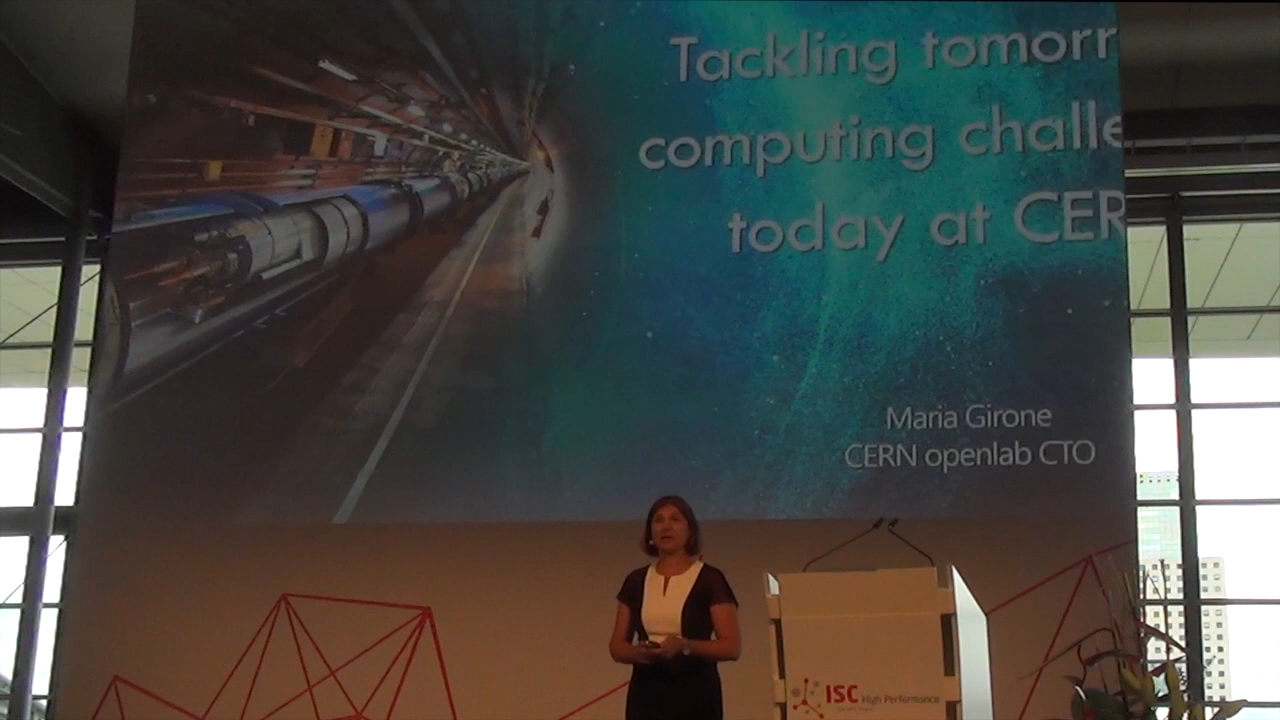 Tackling tomorr
computing challe
today at CER
Maria Girone
CERN openlab CTO
ISC High Performance